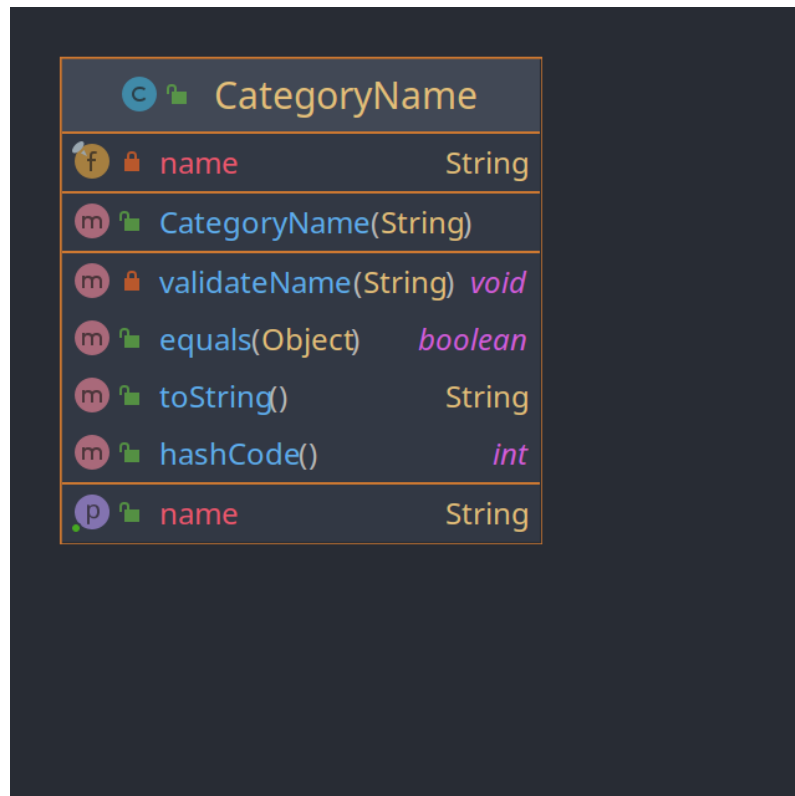 C CategoryName
f name String
m CategoryName(String)
m validateName(String) void
m equals(Object) boolean
m toString() String
m hashCode() int
p name String